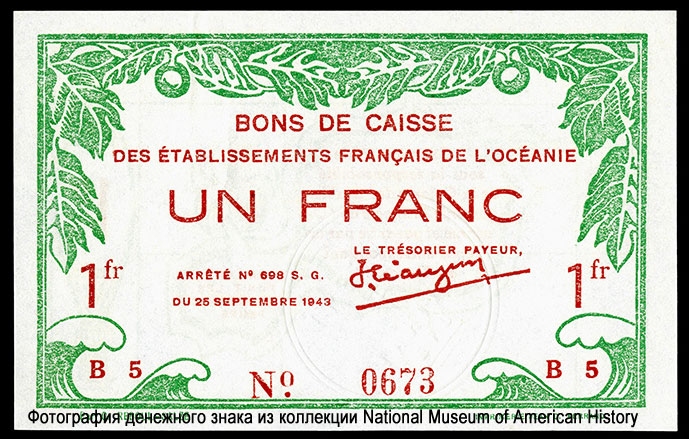 BONS DE CAISSE
DES ÉTABLISSEMENTS FRANÇAIS DE L'OCÉANIE
UN FRANC
LE TRÉSORIER PAYEUR,
1fr
ARRÊTÉ Nº 698 S. G.
DU 25 SEPTEMBRE 1943
1fr
B 5
B 5
Nº 0673
Фотография денежного знака из коллекции National Museum of American History